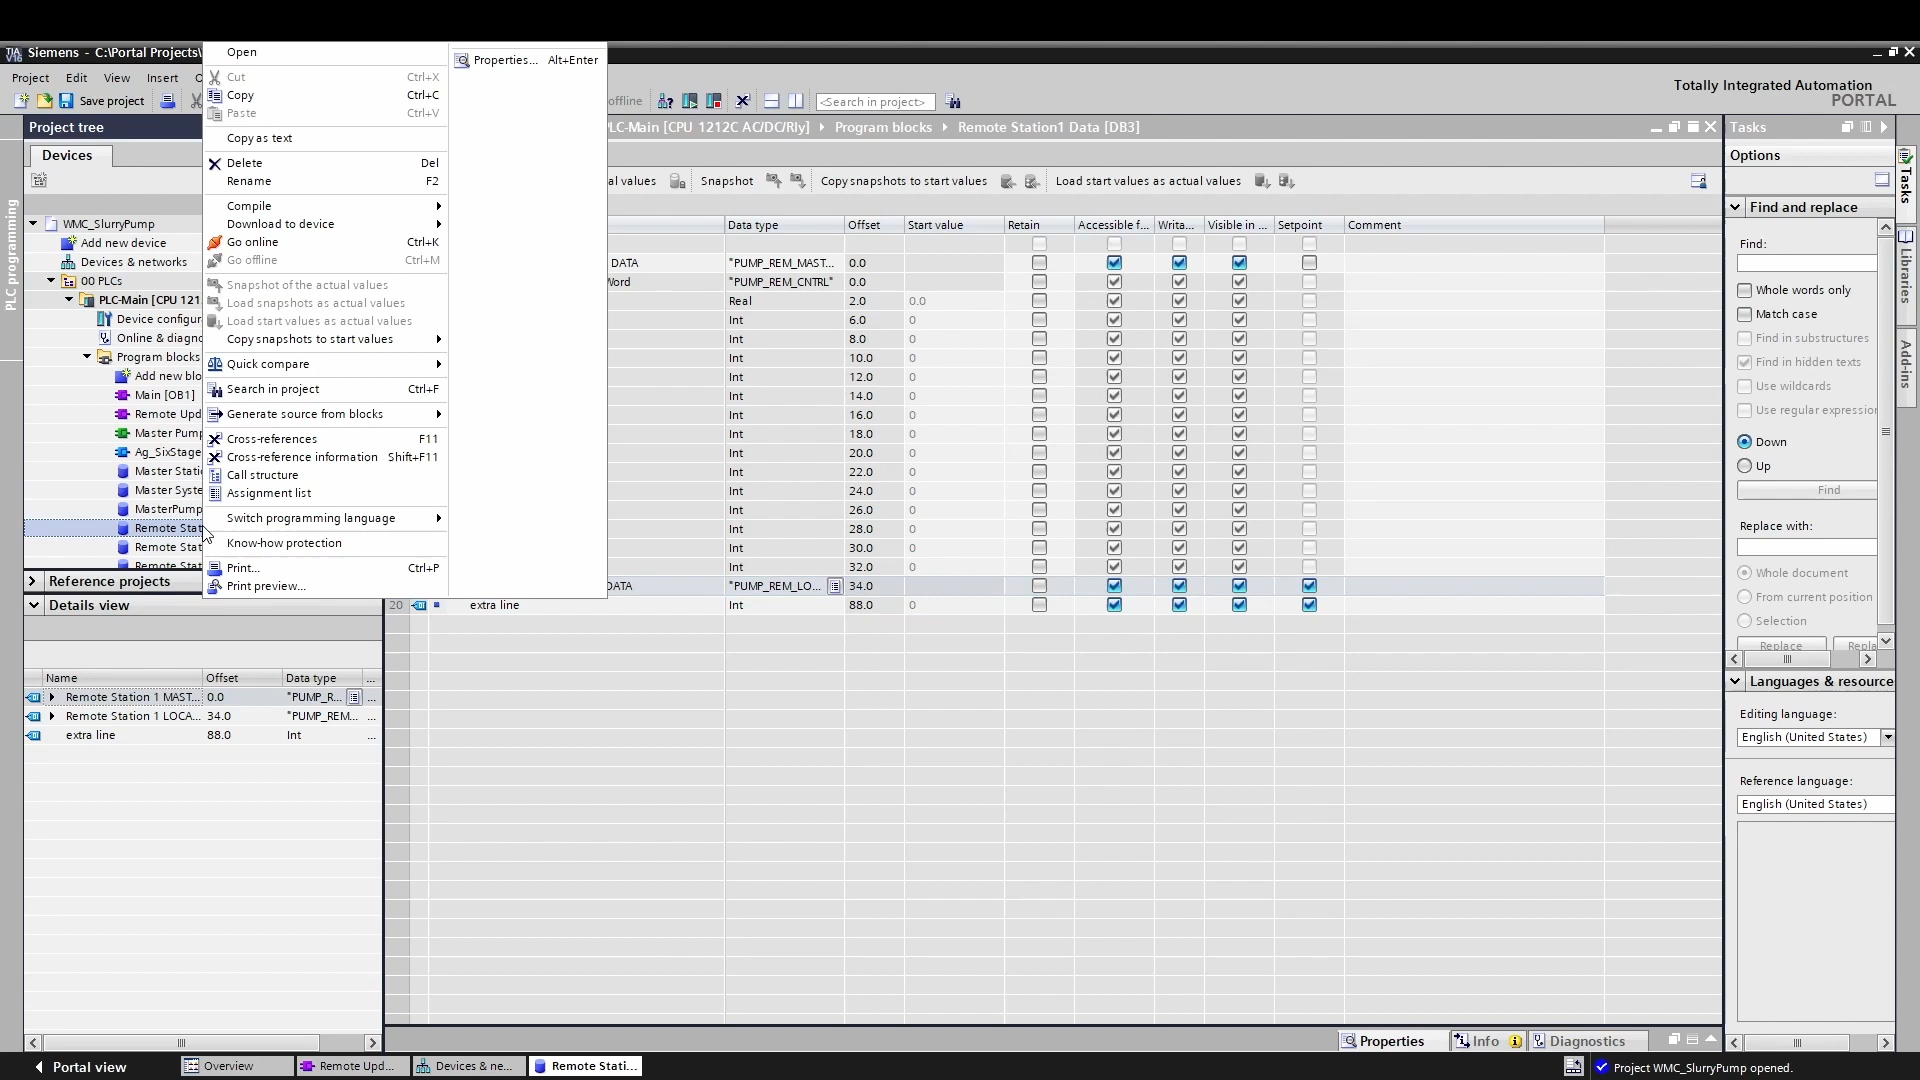 Siemens - C:\Portal Projects\
Project Edit View Insert O
Totally Integrated Automation
PORTAL
Save project
offline
<Search in project>
Project tree
PLC-Main [CPU 1212C AC/DC/Rly] Program blocks Remote Station1 Data [DB3]
Tasks
Devices
Options
PLC programming
Open
Cut Ctrl+X
Copy Ctrl+C
Paste Ctrl+V
Copy as text
Delete Del
Rename F2
Compile
Download to device
Go online Ctrl+K
Go offline Ctrl+M
Snapshot of the actual values
Load snapshots as actual values
Load start values as actual values
Copy snapshots to start values
Quick compare
Search in project Ctrl+F
Generate source from blocks
Cross-references F11
Cross-reference information Shift+F11
Call structure
Assignment list
Switch programming language
Know-how protection
Print... Ctrl+P
Print preview...
Properties... Alt+Enter
WMC_SlurryPump
Add new device
Devices & networks
00 PLCs
PLC-Main [CPU 121
Device configur
Online & diagno
Program blocks
Add new blo
Main [OB1]
Remote Upd
Master Pump
Ag_SixStage
Master Stati
Master Syste
MasterPump
Remote Stat
Remote Stat
Remote Stat
Reference projects
Details view
Name Offset Data type ...
Remote Station 1 MAST... 0.0 "PUMP_R... ...
Remote Station 1 LOCA... 34.0 "PUMP_REM... ...
extra line 88.0 Int ...
al values Snapshot Copy snapshots to start values Load start values as actual values
Data type Offset Start value Retain Accessible f... Writa... Visible in ... Setpoint Comment
DATA "PUMP_REM_MAST... 0.0
Word "PUMP_REM_CNTRL" 0.0
Real 2.0 0.0
Int 6.0 0
Int 8.0 0
Int 10.0 0
Int 12.0 0
Int 14.0 0
Int 16.0 0
Int 18.0 0
Int 20.0 0
Int 22.0 0
Int 24.0 0
Int 26.0 0
Int 28.0 0
Int 30.0 0
Int 32.0 0
DATA "PUMP_REM_LO... 34.0
20 extra line Int 88.0 0
Find and replace
Find:
Whole words only
Match case
Find in substructures
Find in hidden texts
Use wildcards
Use regular expression
Down
Up
Find
Replace with:
Whole document
From current position
Selection
Replace Repla
Languages & resource
Editing language:
English (United States)
Reference language:
English (United States)
Tasks
Libraries
Add-ins
Properties Info Diagnostics
Portal view Overview Remote Upd... Devices & ne... Remote Stati... Project WMC_SlurryPump opened.